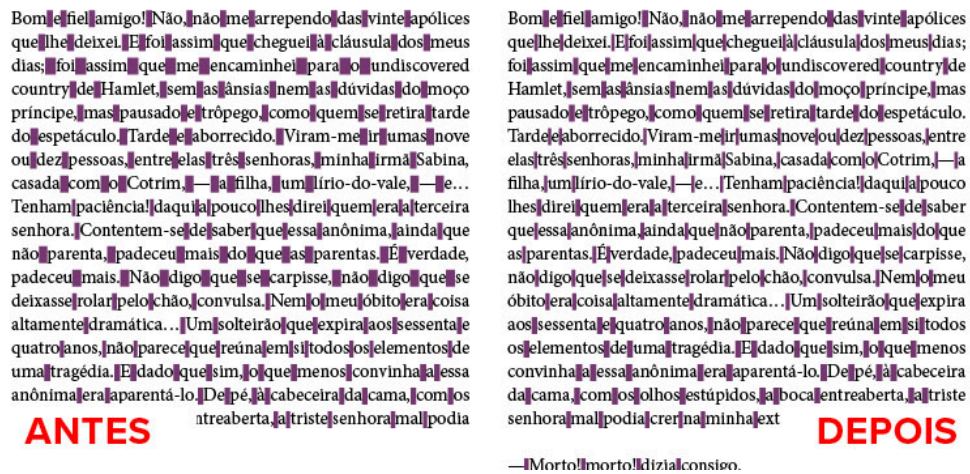 Bom e fiel amigo! Não, não me arrependo das vinte apólices
que lhe deixei. E foi assim que cheguei à cláusula dos meus
dias; foi assim que me encaminhei para o undiscovered
country de Hamlet, sem as ânsias nem as dúvidas do moço
príncipe, mas pausado e trôpego, como quem se retira tarde
do espetáculo. Tarde e aborrecido. Viram-me ir umas nove
ou dez pessoas, entre elas três senhoras, minha irmã Sabina,
casada com o Cotrim, — a filha, um lírio-do-vale, — e…
Tenham paciência! daqui a pouco lhes direi quem era a terceira
senhora. Contentem-se de saber que essa anônima, ainda que
não parenta, padeceu mais do que as parentas. É verdade,
padeceu mais. Não digo que se carpisse, não digo que se
deixasse rolar pelo chão, convulsa. Nem o meu óbito era coisa
altamente dramática… Um solteirão que expira aos sessenta e
quatro anos, não parece que reúna em si todos os elementos de
uma tragédia. E dado que sim, o que menos convinha a essa
anônima era aparentá-lo. De pé, à cabeceira da cama, com os
ntreaberta, a triste senhora mal podia
ANTES
Bom e fiel amigo! Não, não me arrependo das vinte apólices
que lhe deixei. E foi assim que cheguei à cláusula dos meus dias;
foi assim que me encaminhei para o undiscovered country de
Hamlet, sem as ânsias nem as dúvidas do moço príncipe, mas
pausado e trôpego, como quem se retira tarde do espetáculo.
Tarde e aborrecido. Viram-me ir umas nove ou dez pessoas, entre
elas três senhoras, minha irmã Sabina, casada com o Cotrim, — a
filha, um lírio-do-vale, — e… Tenham paciência! daqui a pouco
lhes direi quem era a terceira senhora. Contentem-se de saber
que essa anônima, ainda que não parenta, padeceu mais do que
as parentas. É verdade, padeceu mais. Não digo que se carpisse,
não digo que se deixasse rolar pelo chão, convulsa. Nem o meu
óbito era coisa altamente dramática… Um solteirão que expira
aos sessenta e quatro anos, não parece que reúna em si todos
os elementos de uma tragédia. E dado que sim, o que menos
convinha a essa anônima era aparentá-lo. De pé, à cabeceira
da cama, com os olhos estúpidos, a boca entreaberta, a triste
senhora mal podia crer na minha ext
DEPOIS
— Morto! morto! dizia consigo.